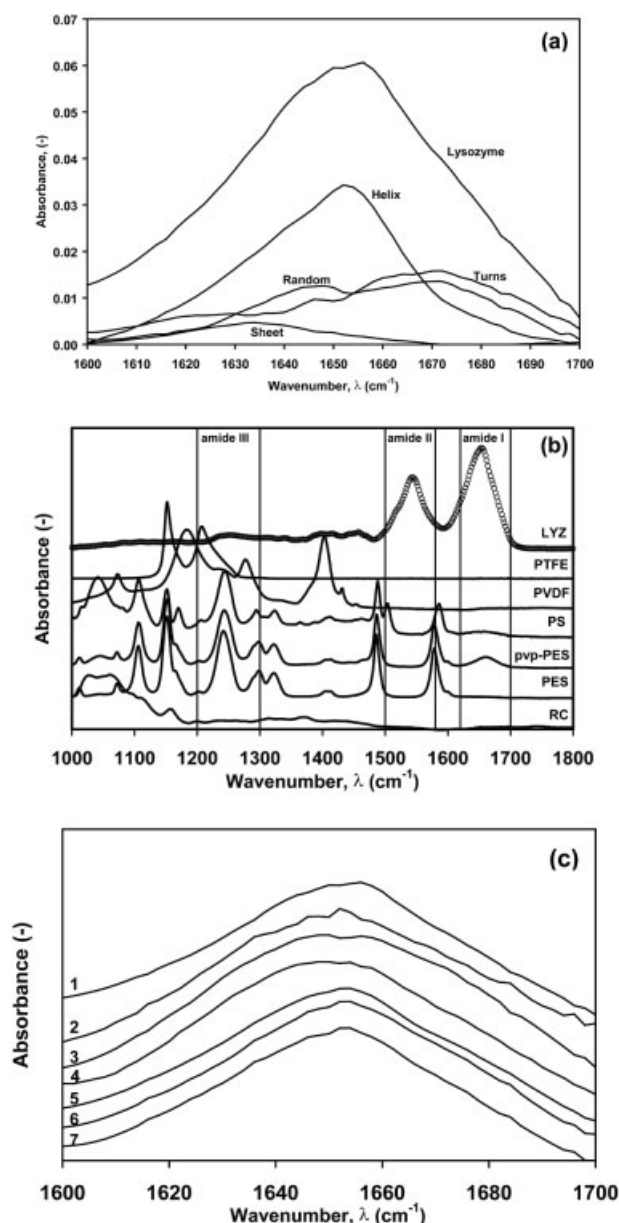 (a)
Absorbance, (-)
0.07
0.06
0.05
0.04
0.03
0.02
0.01
0.00
Lysozyme
Helix
Random
Turns
Sheet
1600 1610 1620 1630 1640 1650 1660 1670 1680 1690 1700
Wavenumber, λ (cm⁻¹)
(b)
Absorbance (-)
amide III
amide II
amide I
LYZ
PTFE
PVDF
PS
pvp-PES
PES
RC
1000 1100 1200 1300 1400 1500 1600 1700 1800
Wavenumber, λ (cm⁻¹)
(c)
Absorbance (-)
1
2
3
4
5
6
7
1600 1620 1640 1660 1680 1700
Wavenumber, λ (cm⁻¹)